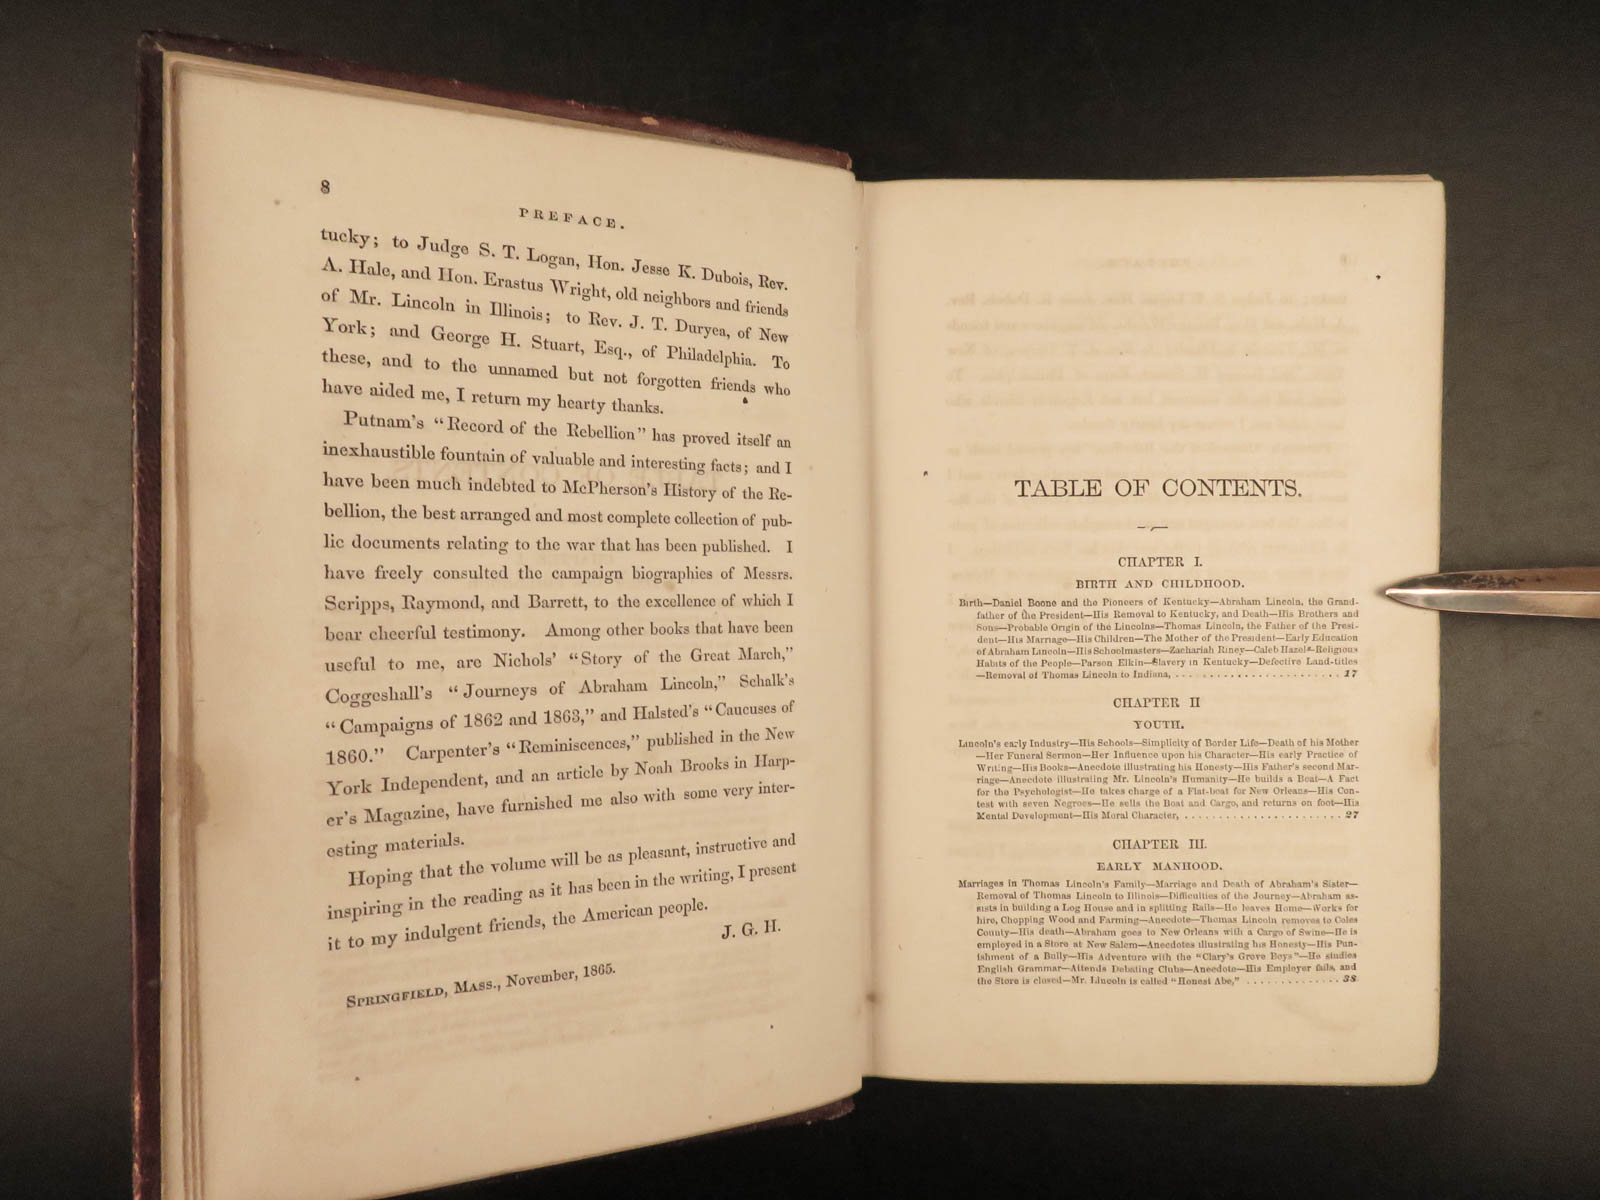 8
PREFACE.
tucky; to Judge S. T. Logan, Hon. Jesse K. Dubois, Rev.
A. Hale, and Hon. Erastus Wright, old neighbors and friends
of Mr. Lincoln in Illinois; to Rev. J. T. Duryea, of New
York; and George H. Stuart, Esq., of Philadelphia. To
these, and to the unnamed but not forgotten friends who
have aided me, I return my hearty thanks.
Putnam's "Record of the Rebellion" has proved itself an
inexhaustible fountain of valuable and interesting facts; and I
have been much indebted to McPherson's History of the Re-
bellion, the best arranged and most complete collection of pub-
lic documents relating to the war that has been published. I
have freely consulted the campaign biographies of Messrs.
Scripps, Raymond, and Barrett, to the excellence of which I
bear cheerful testimony. Among other books that have been
useful to me, are Nichols' "Story of the Great March,"
Coggeshall's "Journeys of Abraham Lincoln," Schalk's
"Campaigns of 1862 and 1863," and Halsted's "Caucuses of
1860." Carpenter's "Reminiscences," published in the New
York Independent, and an article by Noah Brooks in Harp-
er's Magazine, have furnished me also with some very inter-
esting materials.
Hoping that the volume will be as pleasant, instructive and
inspiring in the reading as it has been in the writing, I present
it to my indulgent friends, the American people.
J. G. H.
SPRINGFIELD, MASS., November, 1865.
TABLE OF CONTENTS.
CHAPTER I.
BIRTH AND CHILDHOOD.
Birth—Daniel Boone and the Pioneers of Kentucky—Abraham Lincoln, the Grand-
father of the President—His Removal to Kentucky, and Death—His Brothers and
Sons—Probable Origin of the Lincolns—Thomas Lincoln, the Father of the Presi-
dent—His Marriage—His Children—The Mother of the President—Early Education
of Abraham Lincoln—His Schoolmasters—Zachariah Riney—Caleb Hazel—Religious
Habits of the People—Parson Elkin—Slavery in Kentucky—Defective Land-titles
—Removal of Thomas Lincoln to Indiana, . . . . . . . . . . . . . . . . . . . . . . . 17
CHAPTER II
YOUTH.
Lincoln's early Industry—His Schools—Simplicity of Border Life—Death of his Mother
—Her Funeral Sermon—Her Influence upon his Character—His early Practice of
Writing—His Books—Anecdote illustrating his Honesty—His Father's second Mar-
riage—Anecdote illustrating Mr. Lincoln's Humanity—He builds a Boat—A Fact
for the Psychologist—He takes charge of a Flat-boat for New Orleans—His Con-
test with seven Negroes—He sells the Boat and Cargo, and returns on foot—His
Mental Development—His Moral Character, . . . . . . . . . . . . . . . . . . . . . . 27
CHAPTER III.
EARLY MANHOOD.
Marriages in Thomas Lincoln's Family—Marriage and Death of Abraham's Sister—
Removal of Thomas Lincoln to Illinois—Difficulties of the Journey—Abraham as-
sists in building a Log House and in splitting Rails—He leaves Home—Works for
hire, Chopping Wood and Farming—Anecdote—Thomas Lincoln removes to Coles
County—His death—Abraham goes to New Orleans with a Cargo of Swine—He is
employed in a Store at New Salem—Anecdotes illustrating his Honesty—His Pun-
ishment of a Bully—His Adventure with the "Clary's Grove Boys"—He studies
English Grammar—Attends Debating Clubs—Anecdote—His Employer fails, and
the Store is closed—Mr. Lincoln is called "Honest Abe," . . . . . . . . . . . . . . 38